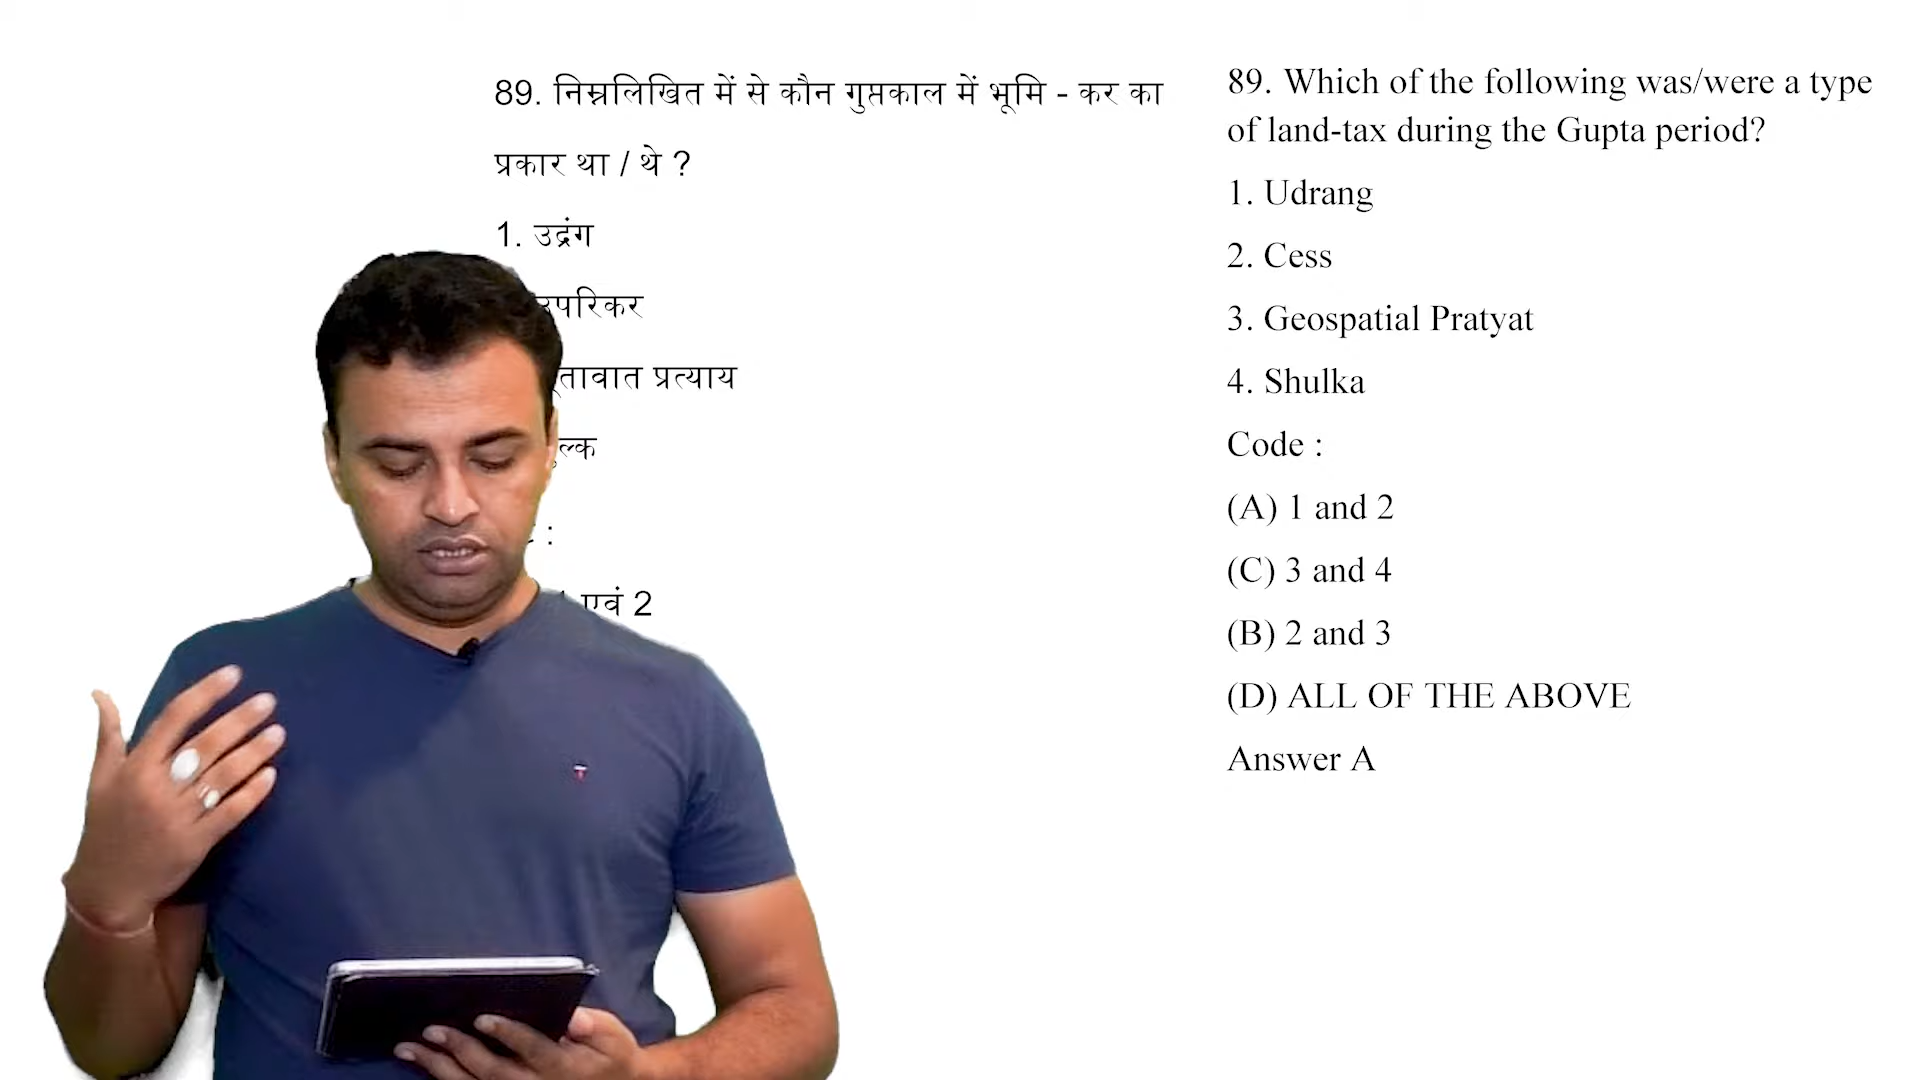 89. निम्नलिखित में से कौन गुप्तकाल में भूमि - कर का
प्रकार था / थे ?
1. उद्रंग
उपरिकर
प्रत्याय
:
एवं 2
89. Which of the following was/were a type
of land-tax during the Gupta period?
1. Udrang
2. Cess
3. Geospatial Pratyat
4. Shulka
Code :
(A) 1 and 2
(C) 3 and 4
(B) 2 and 3
(D) ALL OF THE ABOVE
Answer A